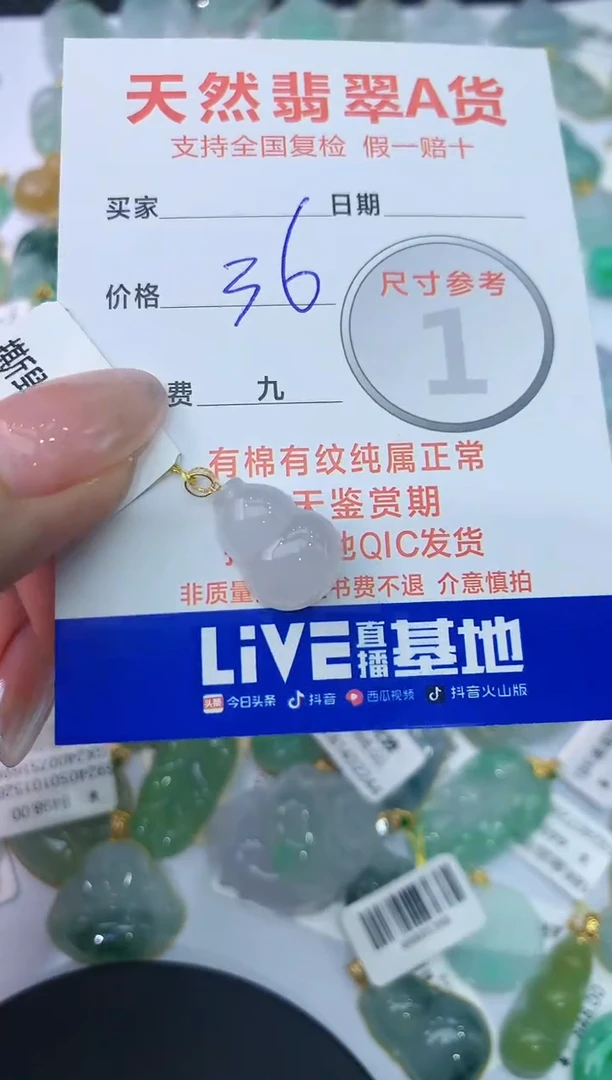 天然翡翠A货
支持全国复检 假一赔十
买家 日期
36
价格
尺寸参考
1
费 九
有棉有纹纯属正常
天鉴赏期
地QIC发货
非质量 书费不退 介意慎拍
LiVE直播基地
头条 今日头条 抖音 西瓜视频 抖音火山版